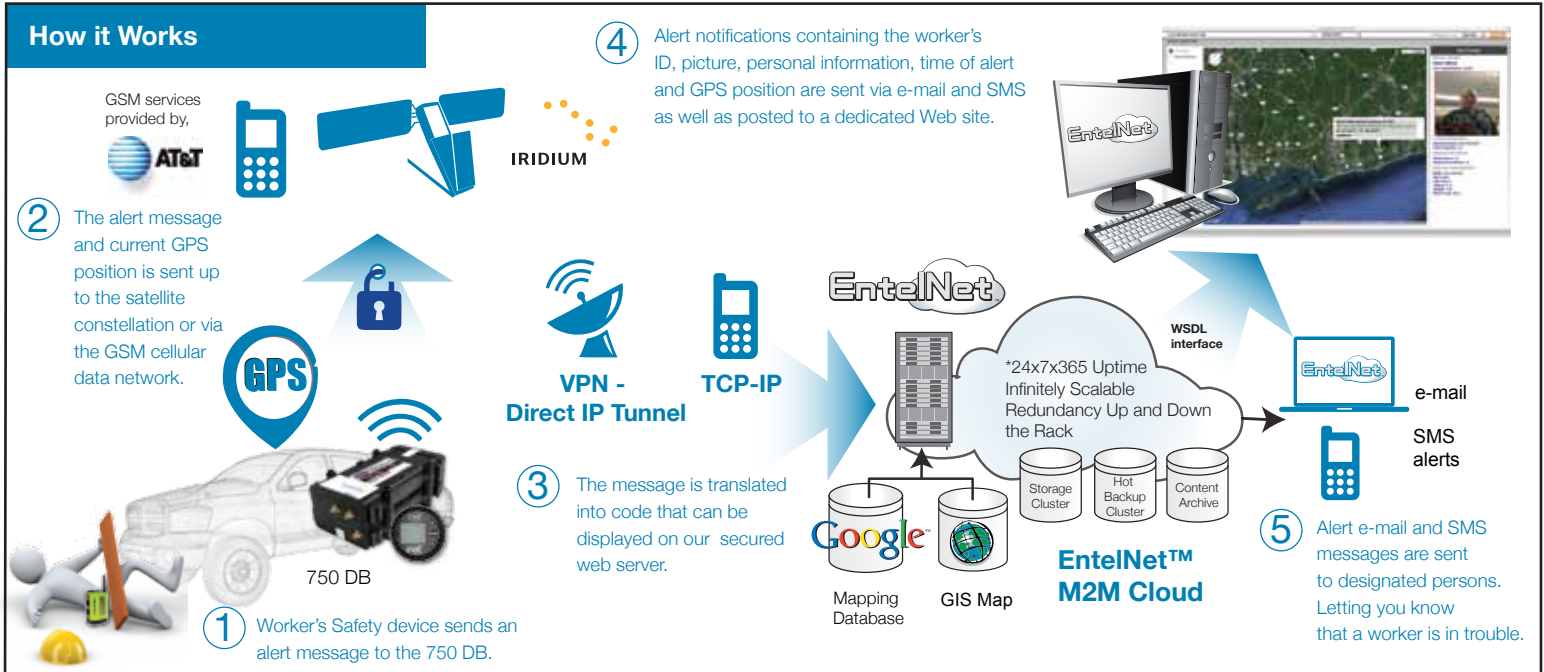 How it Works
GSM services
provided by,
AT&T
IRIDIUM
4
Alert notifications containing the worker's
ID, picture, personal information, time of alert
and GPS position are sent via e-mail and SMS
as well as posted to a dedicated Web site.
EntelNet
2
The alert message
and current GPS
position is sent up
to the satellite
constellation or via
the GSM cellular
data network.
GPS
VPN -
Direct IP Tunnel
TCP-IP
EntelNet
*24x7x365 Uptime
Infinitely Scalable
Redundancy Up and Down
the Rack
WSDL
interface
EntelNet
e-mail
SMS
alerts
3
The message is translated
into code that can be
displayed on our secured
web server.
Storage
Cluster
Hot
Backup
Cluster
Content
Archive
Google™
Mapping
Database
GIS Map
EntelNet™
M2M Cloud
5
Alert e-mail and SMS
messages are sent
to designated persons.
Letting you know
that a worker is in trouble.
750 DB
1
Worker's Safety device sends an
alert message to the 750 DB.